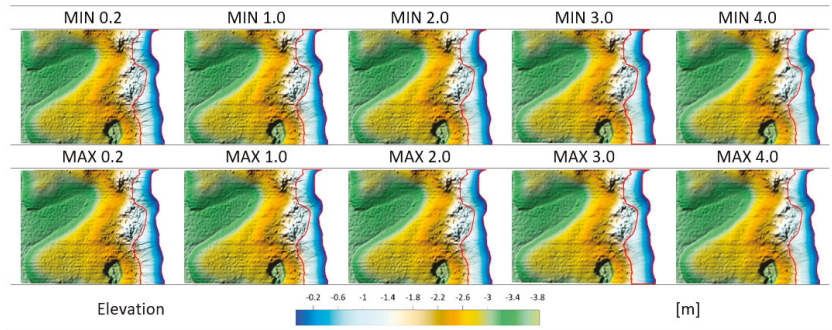 MIN 0.2 MIN 1.0 MIN 2.0 MIN 3.0 MIN 4.0
MAX 0.2 MAX 1.0 MAX 2.0 MAX 3.0 MAX 4.0
-0.2 -0.6 -1 -1.4 -1.8 -2.2 -2.6 -3 -3.4 -3.8
Elevation [m]